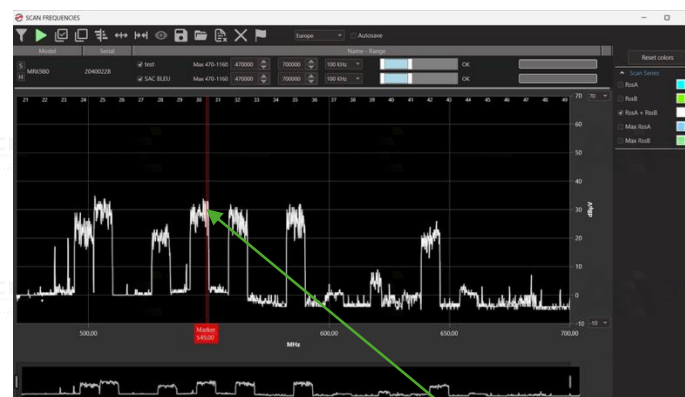 SCAN FREQUENCIES
Europe
Autosave
Model Serial Name - Range
Reset colors
S
H
MRK980 20400228
test Max 470-1160 470000 700000 100 KHz OK
SAC BLEU Max 470-1160 470000 700000 100 KHz OK
Scan Series
RssA
RssB
RssA + RssB
Max RssA
Max RssB
21 22 23 24 25 26 27 28 29 30 31 32 33 34 35 36 37 38 39 40 41 42 43 44 45 46 47 48 49
70 70
60
50
40
30
20
10
0
-10 -10
dBµV
500,00 600,00 650,00 700,00
Marker
549,00
MHz